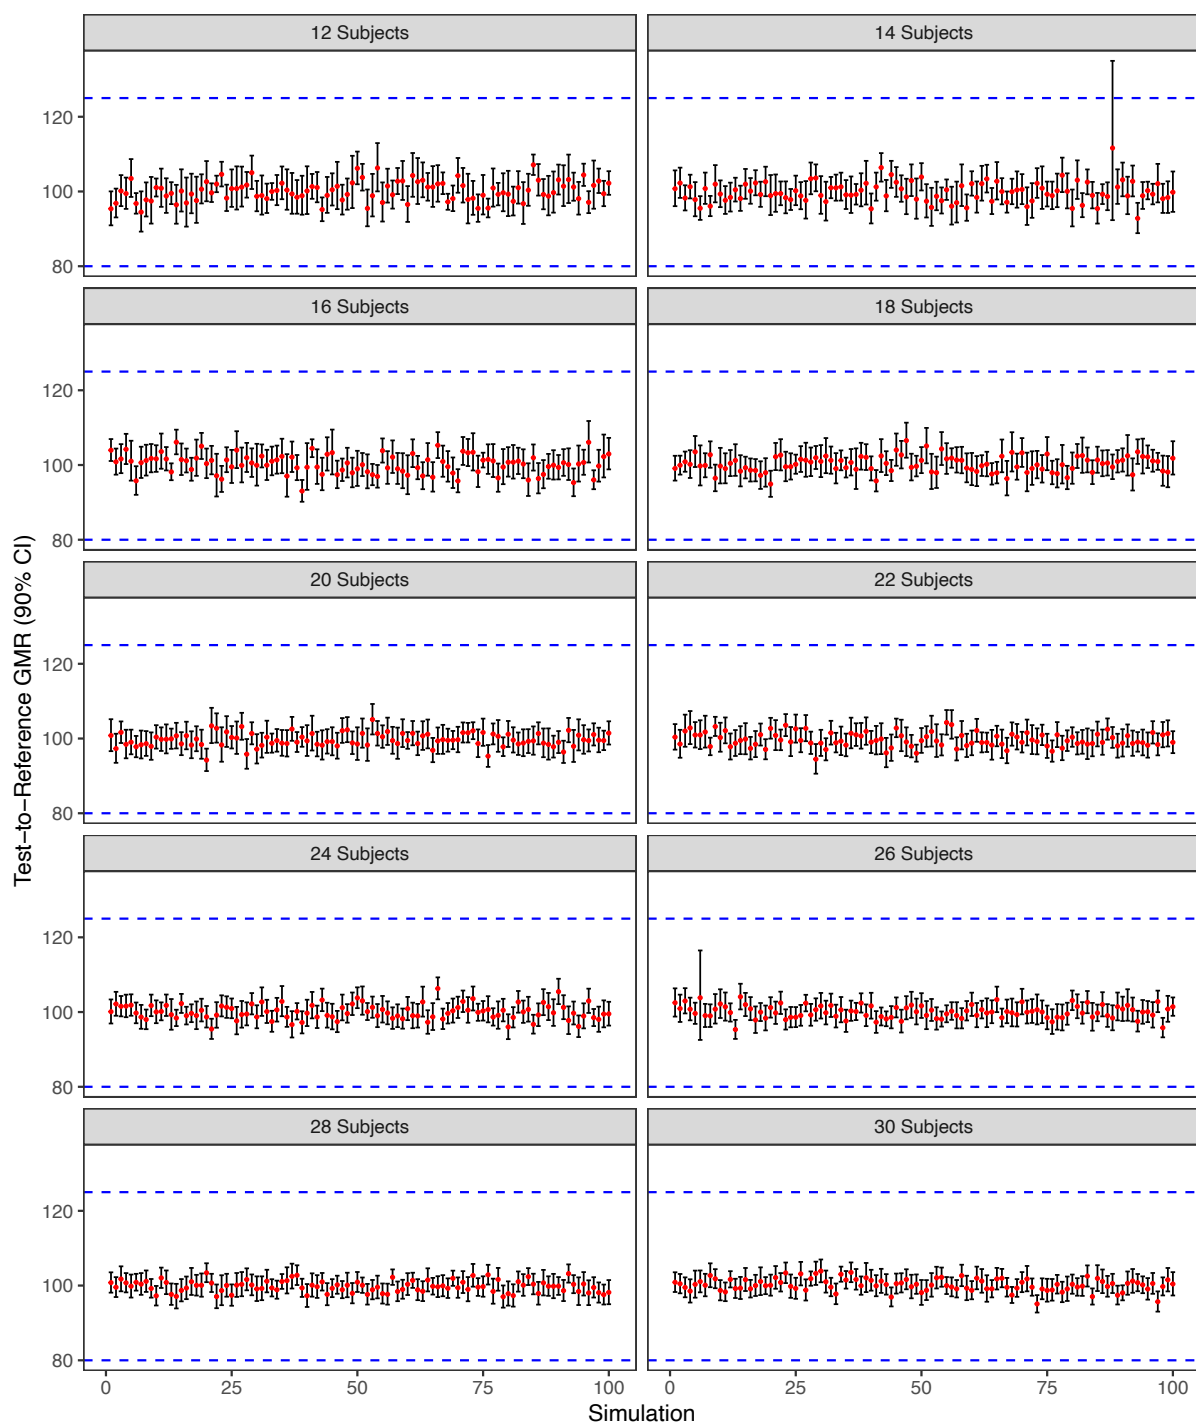 12 Subjects
14 Subjects
120
100
80
16 Subjects
18 Subjects
120
100
80
20 Subjects
22 Subjects
120
100
80
24 Subjects
26 Subjects
120
100
80
28 Subjects
30 Subjects
120
100
80
0 25 50 75 100
0 25 50 75 100
Simulation
Test−to−Reference GMR (90% CI)